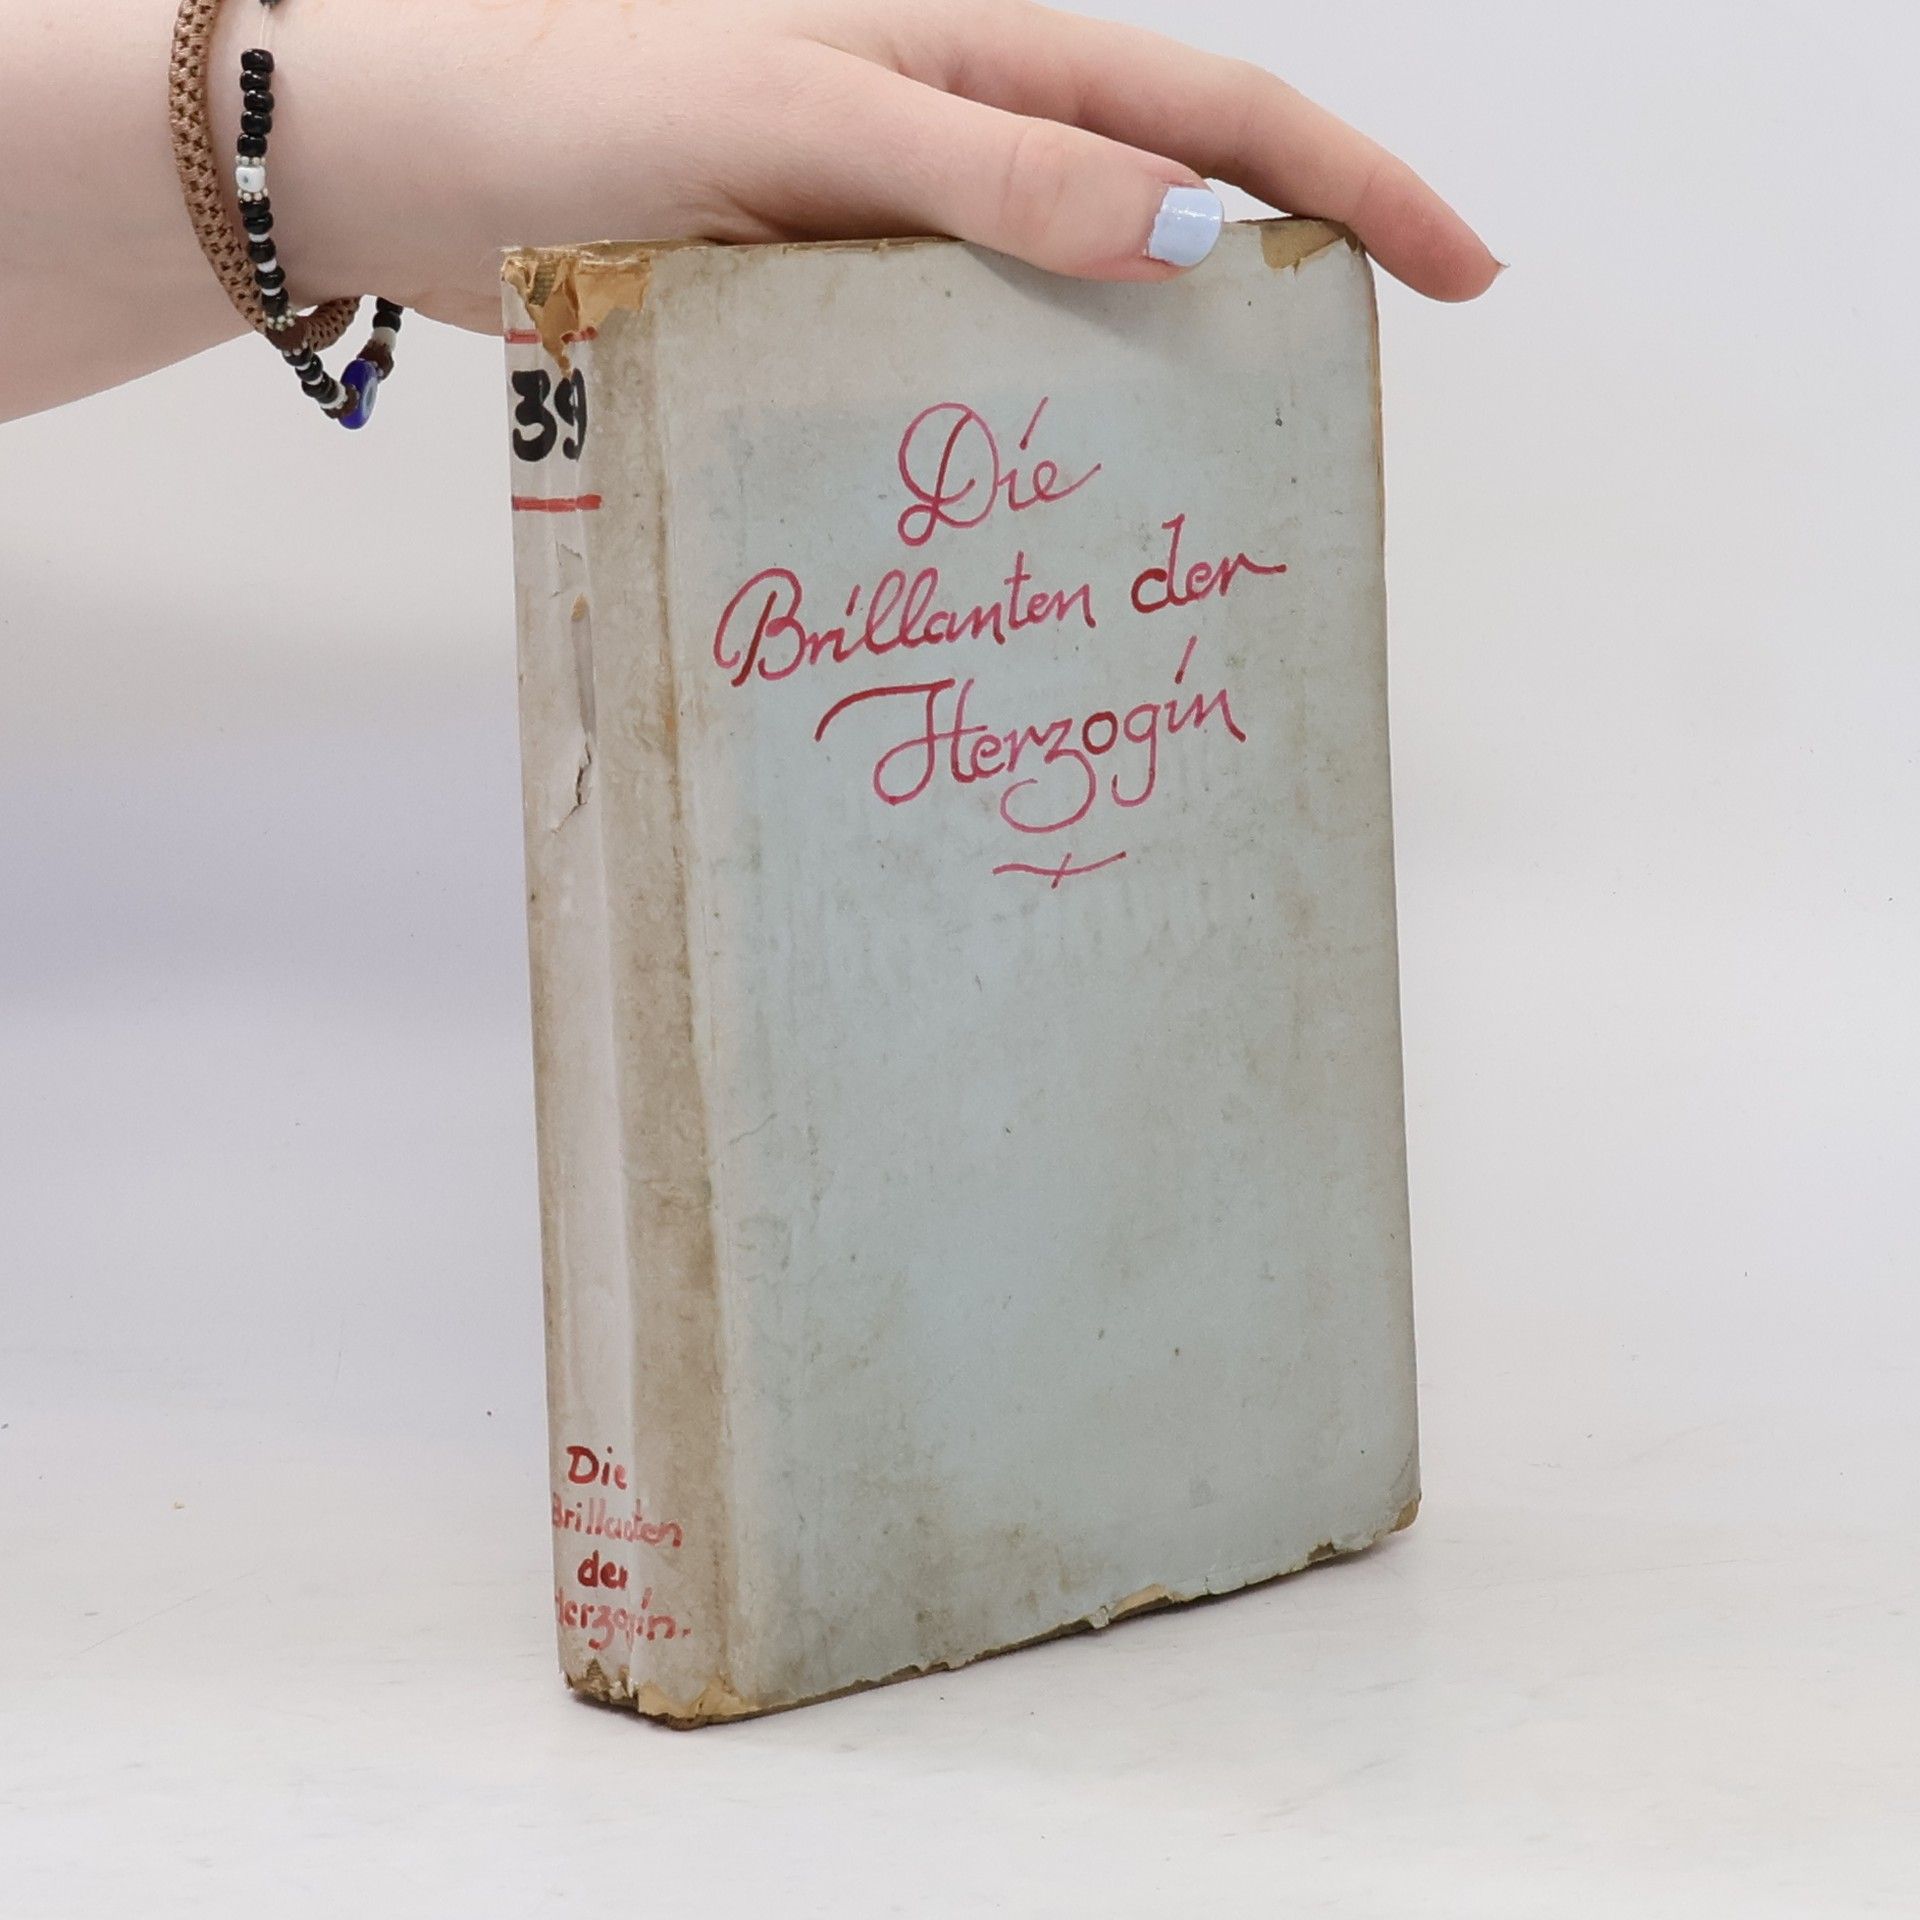 39
Die
Brillanten der
Herzogin
Die
Brillanten
der
Herzogin.